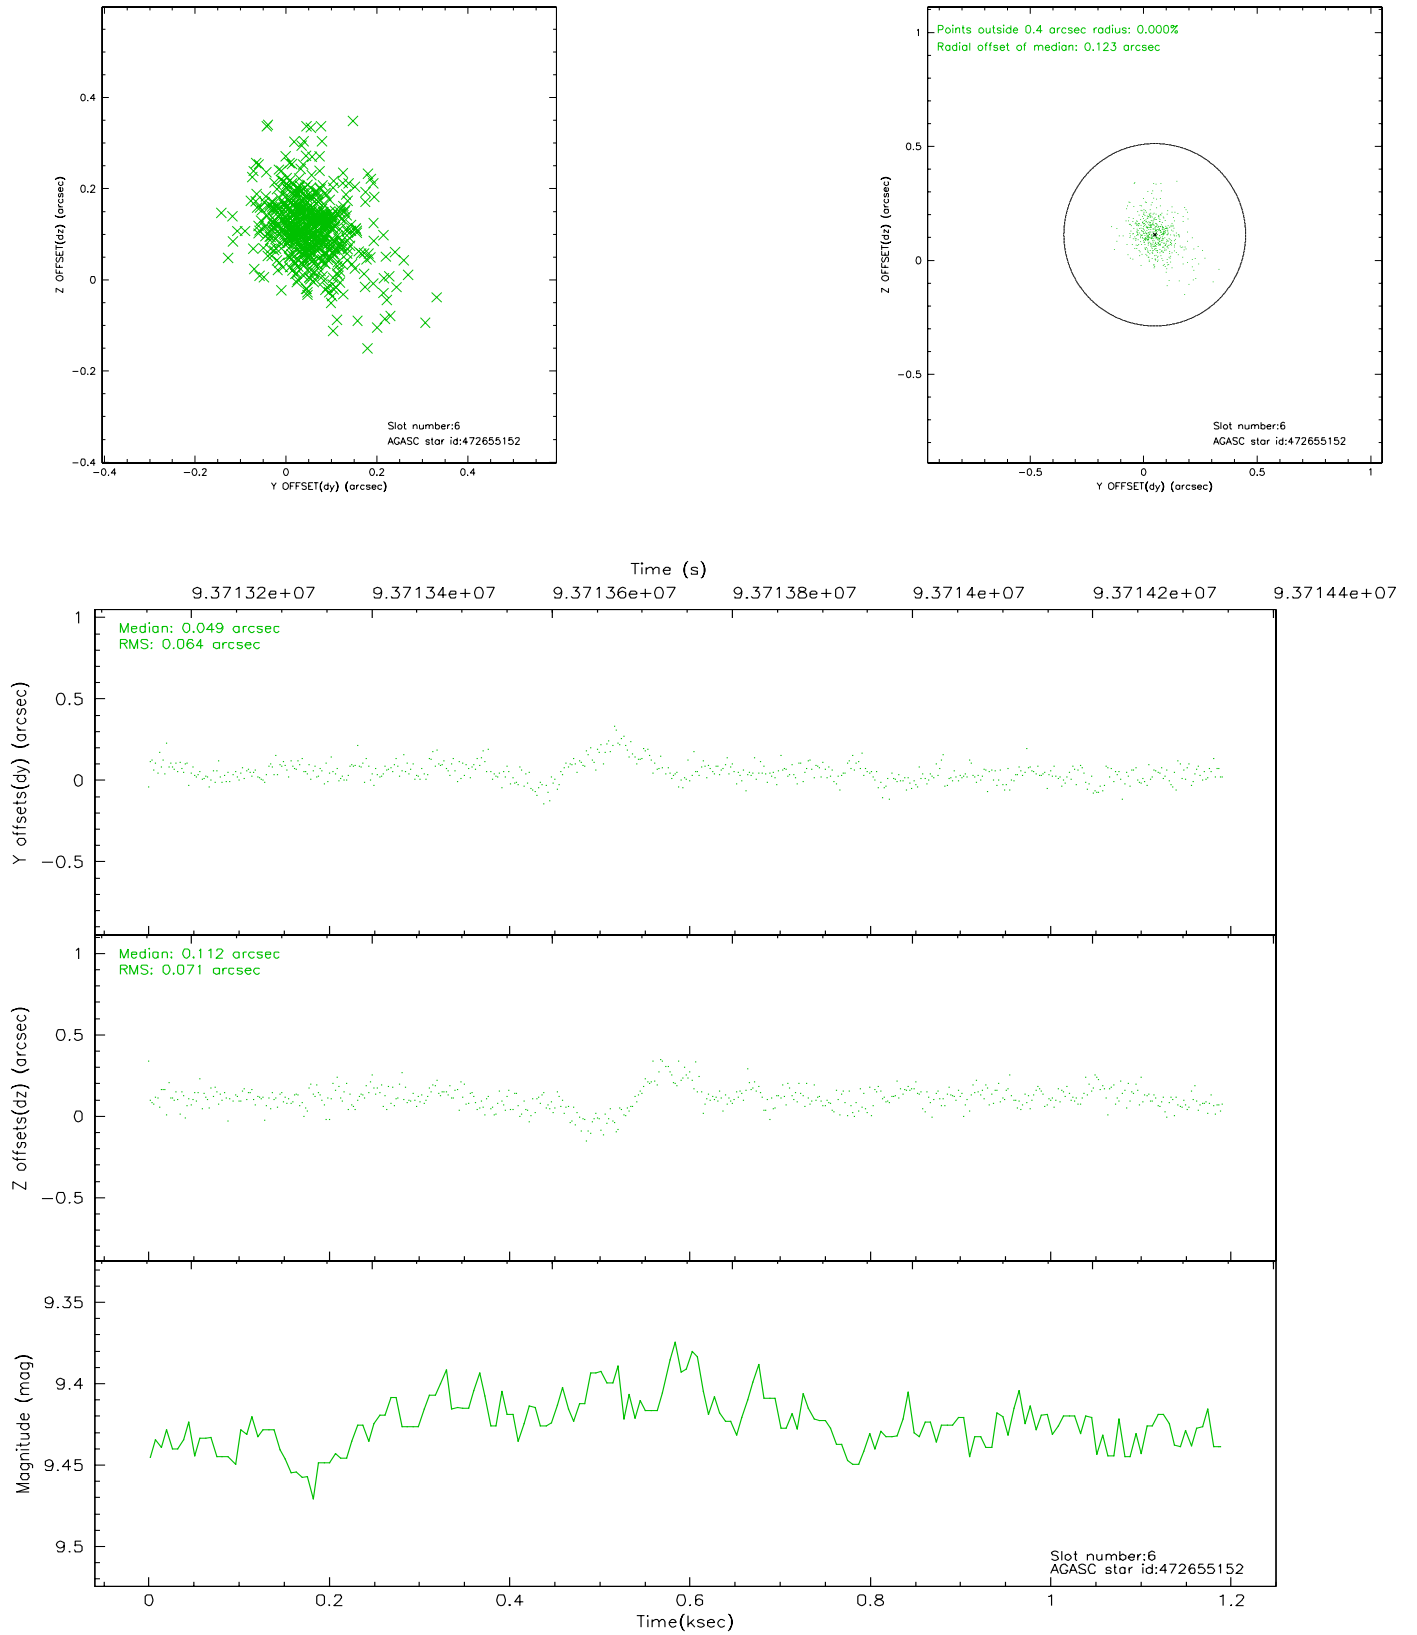 0.4
0.2
0
−0.2
−0.4
Z OFFSET(dz) (arcsec)
Slot number:6
AGASC star id:472655152
−0.4
−0.2
0
0.2
0.4
Y OFFSET(dy) (arcsec)
Points outside 0.4 arcsec radius: 0.000%
Radial offset of median: 0.123 arcsec
1
0.5
0
−0.5
Z OFFSET(dz) (arcsec)
Slot number:6
AGASC star id:472655152
−0.5
0
0.5
1
Y OFFSET(dy) (arcsec)
Time (s)
9.37132e+07
9.37134e+07
9.37136e+07
9.37138e+07
9.3714e+07
9.37142e+07
9.37144e+07
Median: 0.049 arcsec
RMS: 0.064 arcsec
1
0.5
0
−0.5
Y offsets(dy) (arcsec)
Median: 0.112 arcsec
RMS: 0.071 arcsec
1
0.5
0
−0.5
Z offsets(dz) (arcsec)
9.35
9.4
9.45
9.5
Magnitude (mag)
Slot number:6
AGASC star id:472655152
0
0.2
0.4
0.6
0.8
1
1.2
Time(ksec)